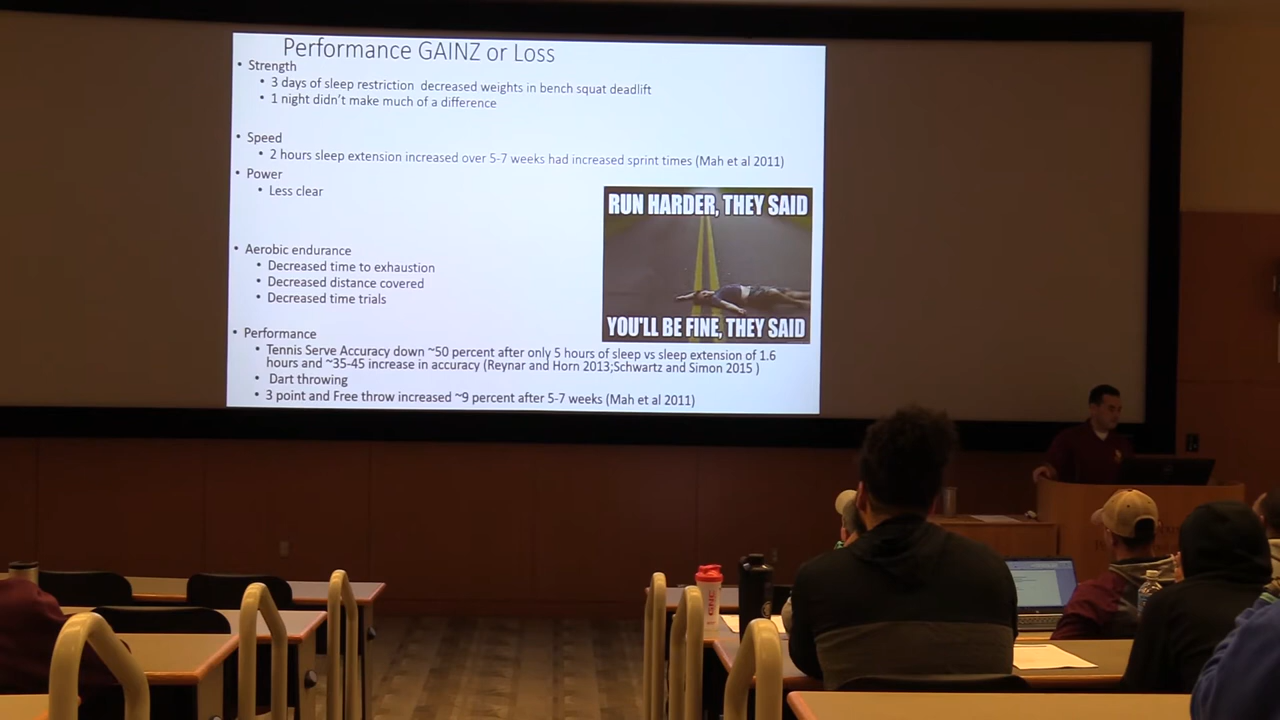 Performance GAINZ or Loss
• Strength
• 3 days of sleep restriction decreased weights in bench squat deadlift
• 1 night didn't make much of a difference
• Speed
• 2 hours sleep extension increased over 5-7 weeks had increased sprint times (Mah et al 2011)
• Power
• Less clear
RUN HARDER, THEY SAID
YOU'LL BE FINE, THEY SAID
• Aerobic endurance
• Decreased time to exhaustion
• Decreased distance covered
• Decreased time trials
• Performance
• Tennis Serve Accuracy down ~50 percent after only 5 hours of sleep vs sleep extension of 1.6
hours and ~35-45 increase in accuracy (Reynar and Horn 2013;Schwartz and Simon 2015 )
• Dart throwing
• 3 point and Free throw increased ~9 percent after 5-7 weeks (Mah et al 2011)
GNC